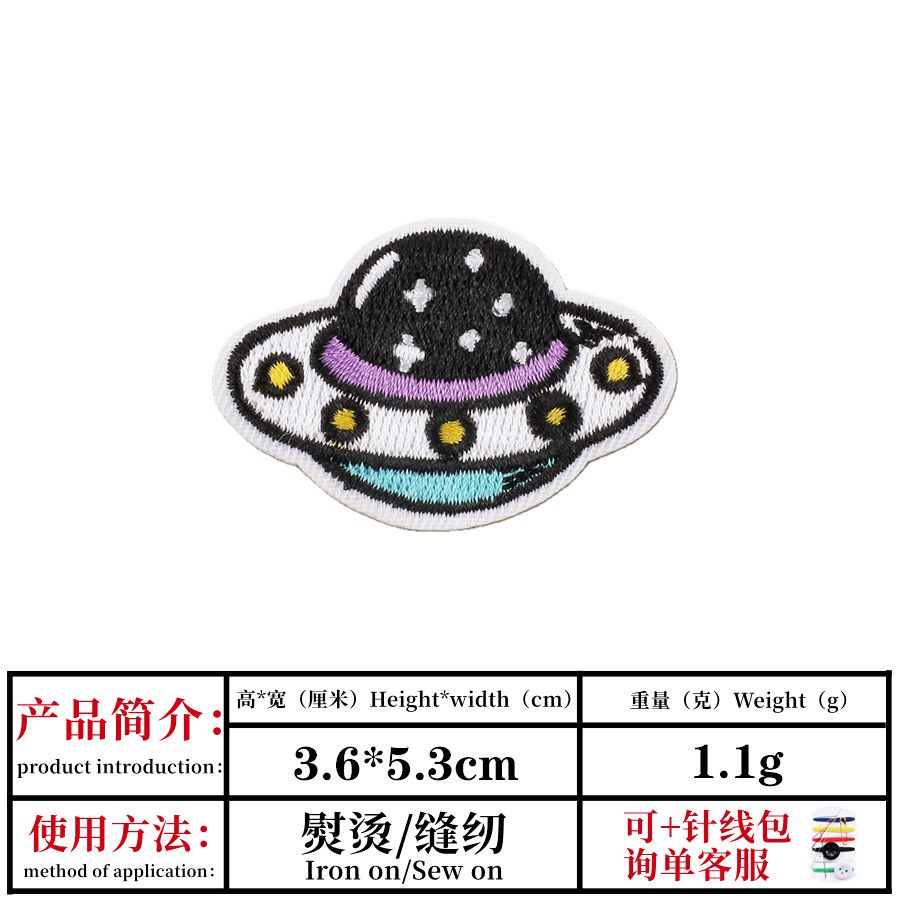 产品简介：
product introduction:
高*宽（厘米）Height*width（cm）
重量（克）Weight（g）
3.6*5.3cm
1.1g
使用方法：
method of application:
熨烫/缝纫
Iron on/Sew on
可+针线包
询单客服